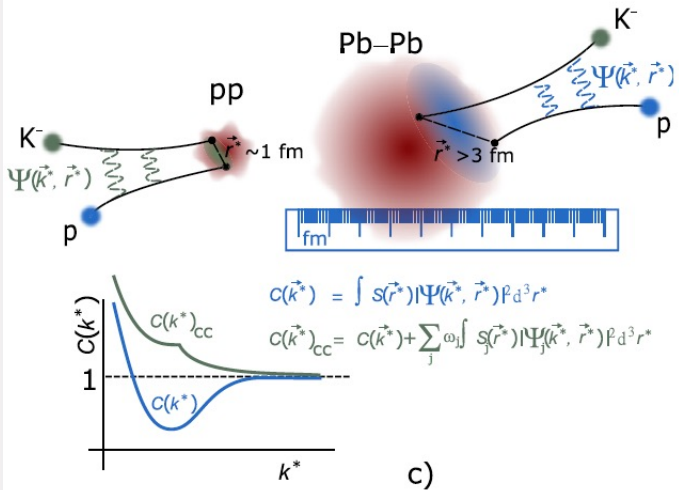 K⁻
Pb–Pb
pp
Ψ(k⃗*, r⃗*)
K⁻
r⃗* ~1 fm
r⃗* >3 fm
p
Ψ(k⃗*, r⃗*)
p
fm
C(k⃗*) = ∫ S(r⃗*)|Ψ(k⃗*, r⃗*)|²d³r*
C(k⃗*)CC = C(k⃗*)+∑j ωj∫ Sj(r⃗*)|Ψj(k⃗*, r⃗*)|²d³r*
C(k*)
C(k*)CC
1
C(k*)
k*
c)